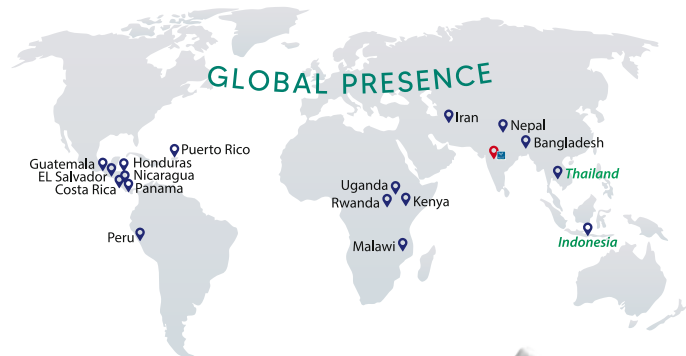 GLOBAL PRESENCE
Iran
Nepal
Bangladesh
Puerto Rico
Guatemala
Honduras
EL Salvador
Nicaragua
Costa Rica
Panama
Thailand
Uganda
Rwanda
Kenya
Peru
Malawi
Indonesia